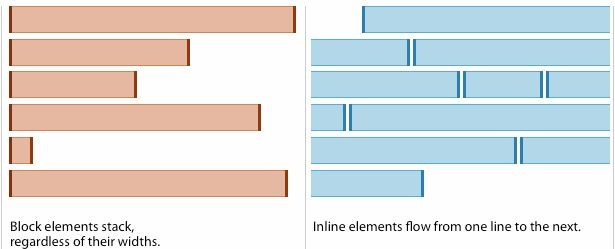 Block elements stack,
regardless of their widths.
Inline elements flow from one line to the next.